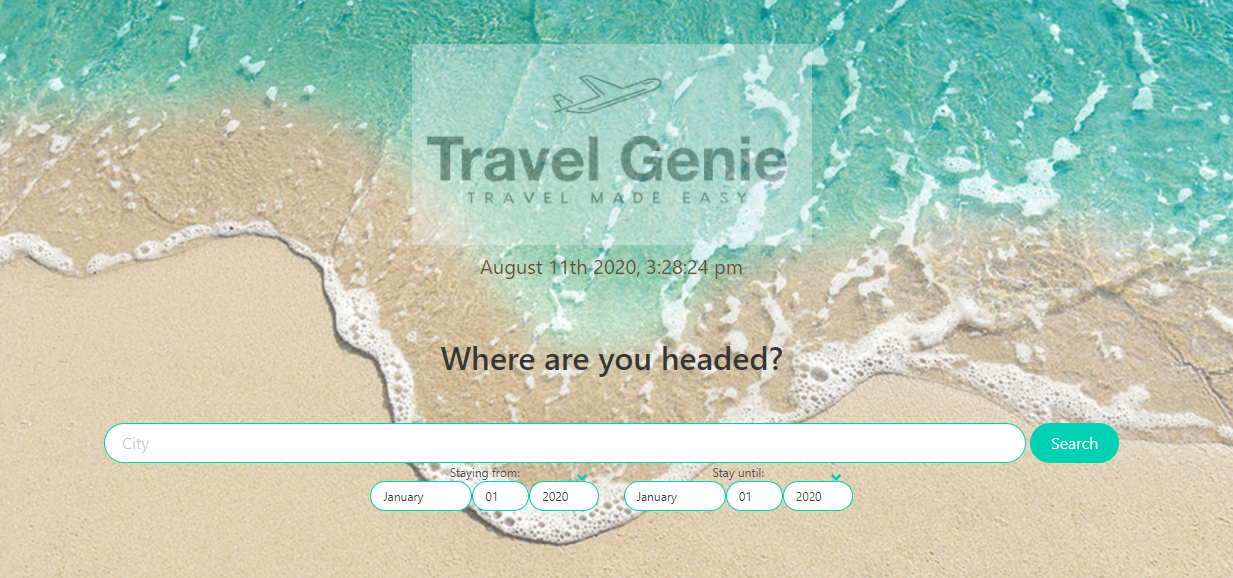 Travel Genie
TRAVEL MADE EASY
August 11th 2020, 3:28:24 pm
Where are you headed?
City Search
Staying from: Stay until:
January 01 2020 January 01 2020